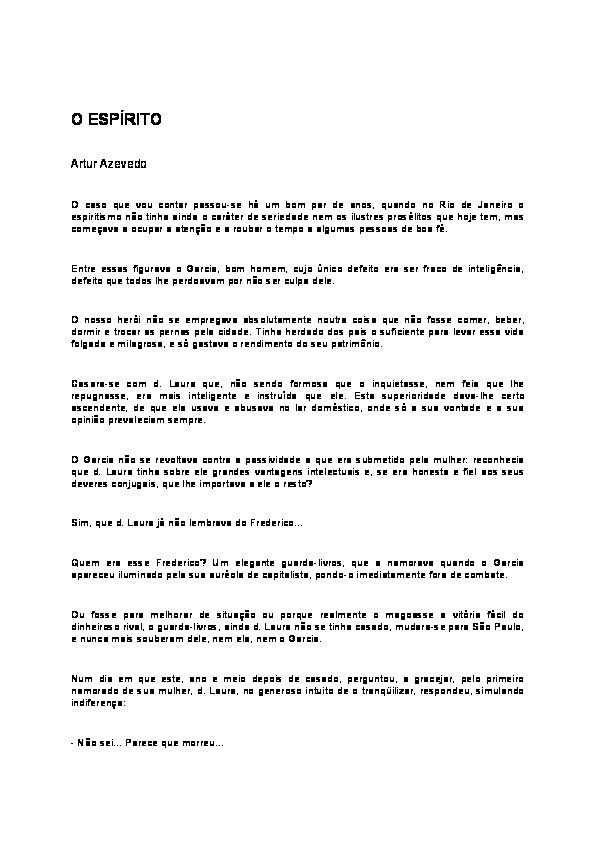 O ESPÍRITO
Artur Azevedo
O caso que vou contar passou-se há um bom par de anos, quando no Rio de Janeiro o
espiritismo não tinha ainda o caráter de seriedade nem os ilustres prosélitos que hoje tem, mas
começava a ocupar a atenção e a roubar o tempo a algumas pessoas de boa fé.
Entre essas figurava o Garcia, bom homem, cujo único defeito era ser fraco de inteligência,
defeito que todos lhe perdoavam por não ser culpa dele.
O nosso herói não se empregava absolutamente noutra coisa que não fosse comer, beber,
dormir e trocar as pernas pela cidade. Tinha herdado dos pais o suficiente para levar essa vida
folgada e milagrosa, e só gastava o rendimento do seu patrimônio.
Casara-se com d. Laura que, não sendo formosa que o inquietasse, nem feia que lhe
repugnasse, era mais inteligente e instruída que ele. Esta superioridade dava-lhe certo
ascendente, de que ela usava e abusava no lar doméstico, onde só a sua vontade e a sua
opinião prevaleciam sempre.
O Garcia não se revoltava contra a passividade a que era submetido pela mulher: reconhecia
que d. Laura tinha sobre ele grandes vantagens intelectuais e, se era honesta e fiel aos seus
deveres conjugais, que lhe importava a ele o resto?
Sim, que d. Laura já não lembrava do Frederico...
Quem era esse Frederico? Um elegante guarda-livros, que a namorava quando o Garcia
apareceu iluminado pela sua auréola de capitalista, pondo-o imediatamente fora de combate.
Ou fosse para melhorar de situação ou porque realmente o magoasse a vitória fácil do
dinheiroso rival, o guarda-livros, ainda d. Laura não se tinha casado, mudara-se para São Paulo,
e nunca mais souberam dele, nem ela, nem o Garcia.
Num dia em que este, ano e meio depois de casado, perguntou, a gracejar, pelo primeiro
namorado de sua mulher, d. Laura, no generoso intuito de o tranqüilizar, respondeu, simulando
indiferença:
- Não sei... Parece que morreu...